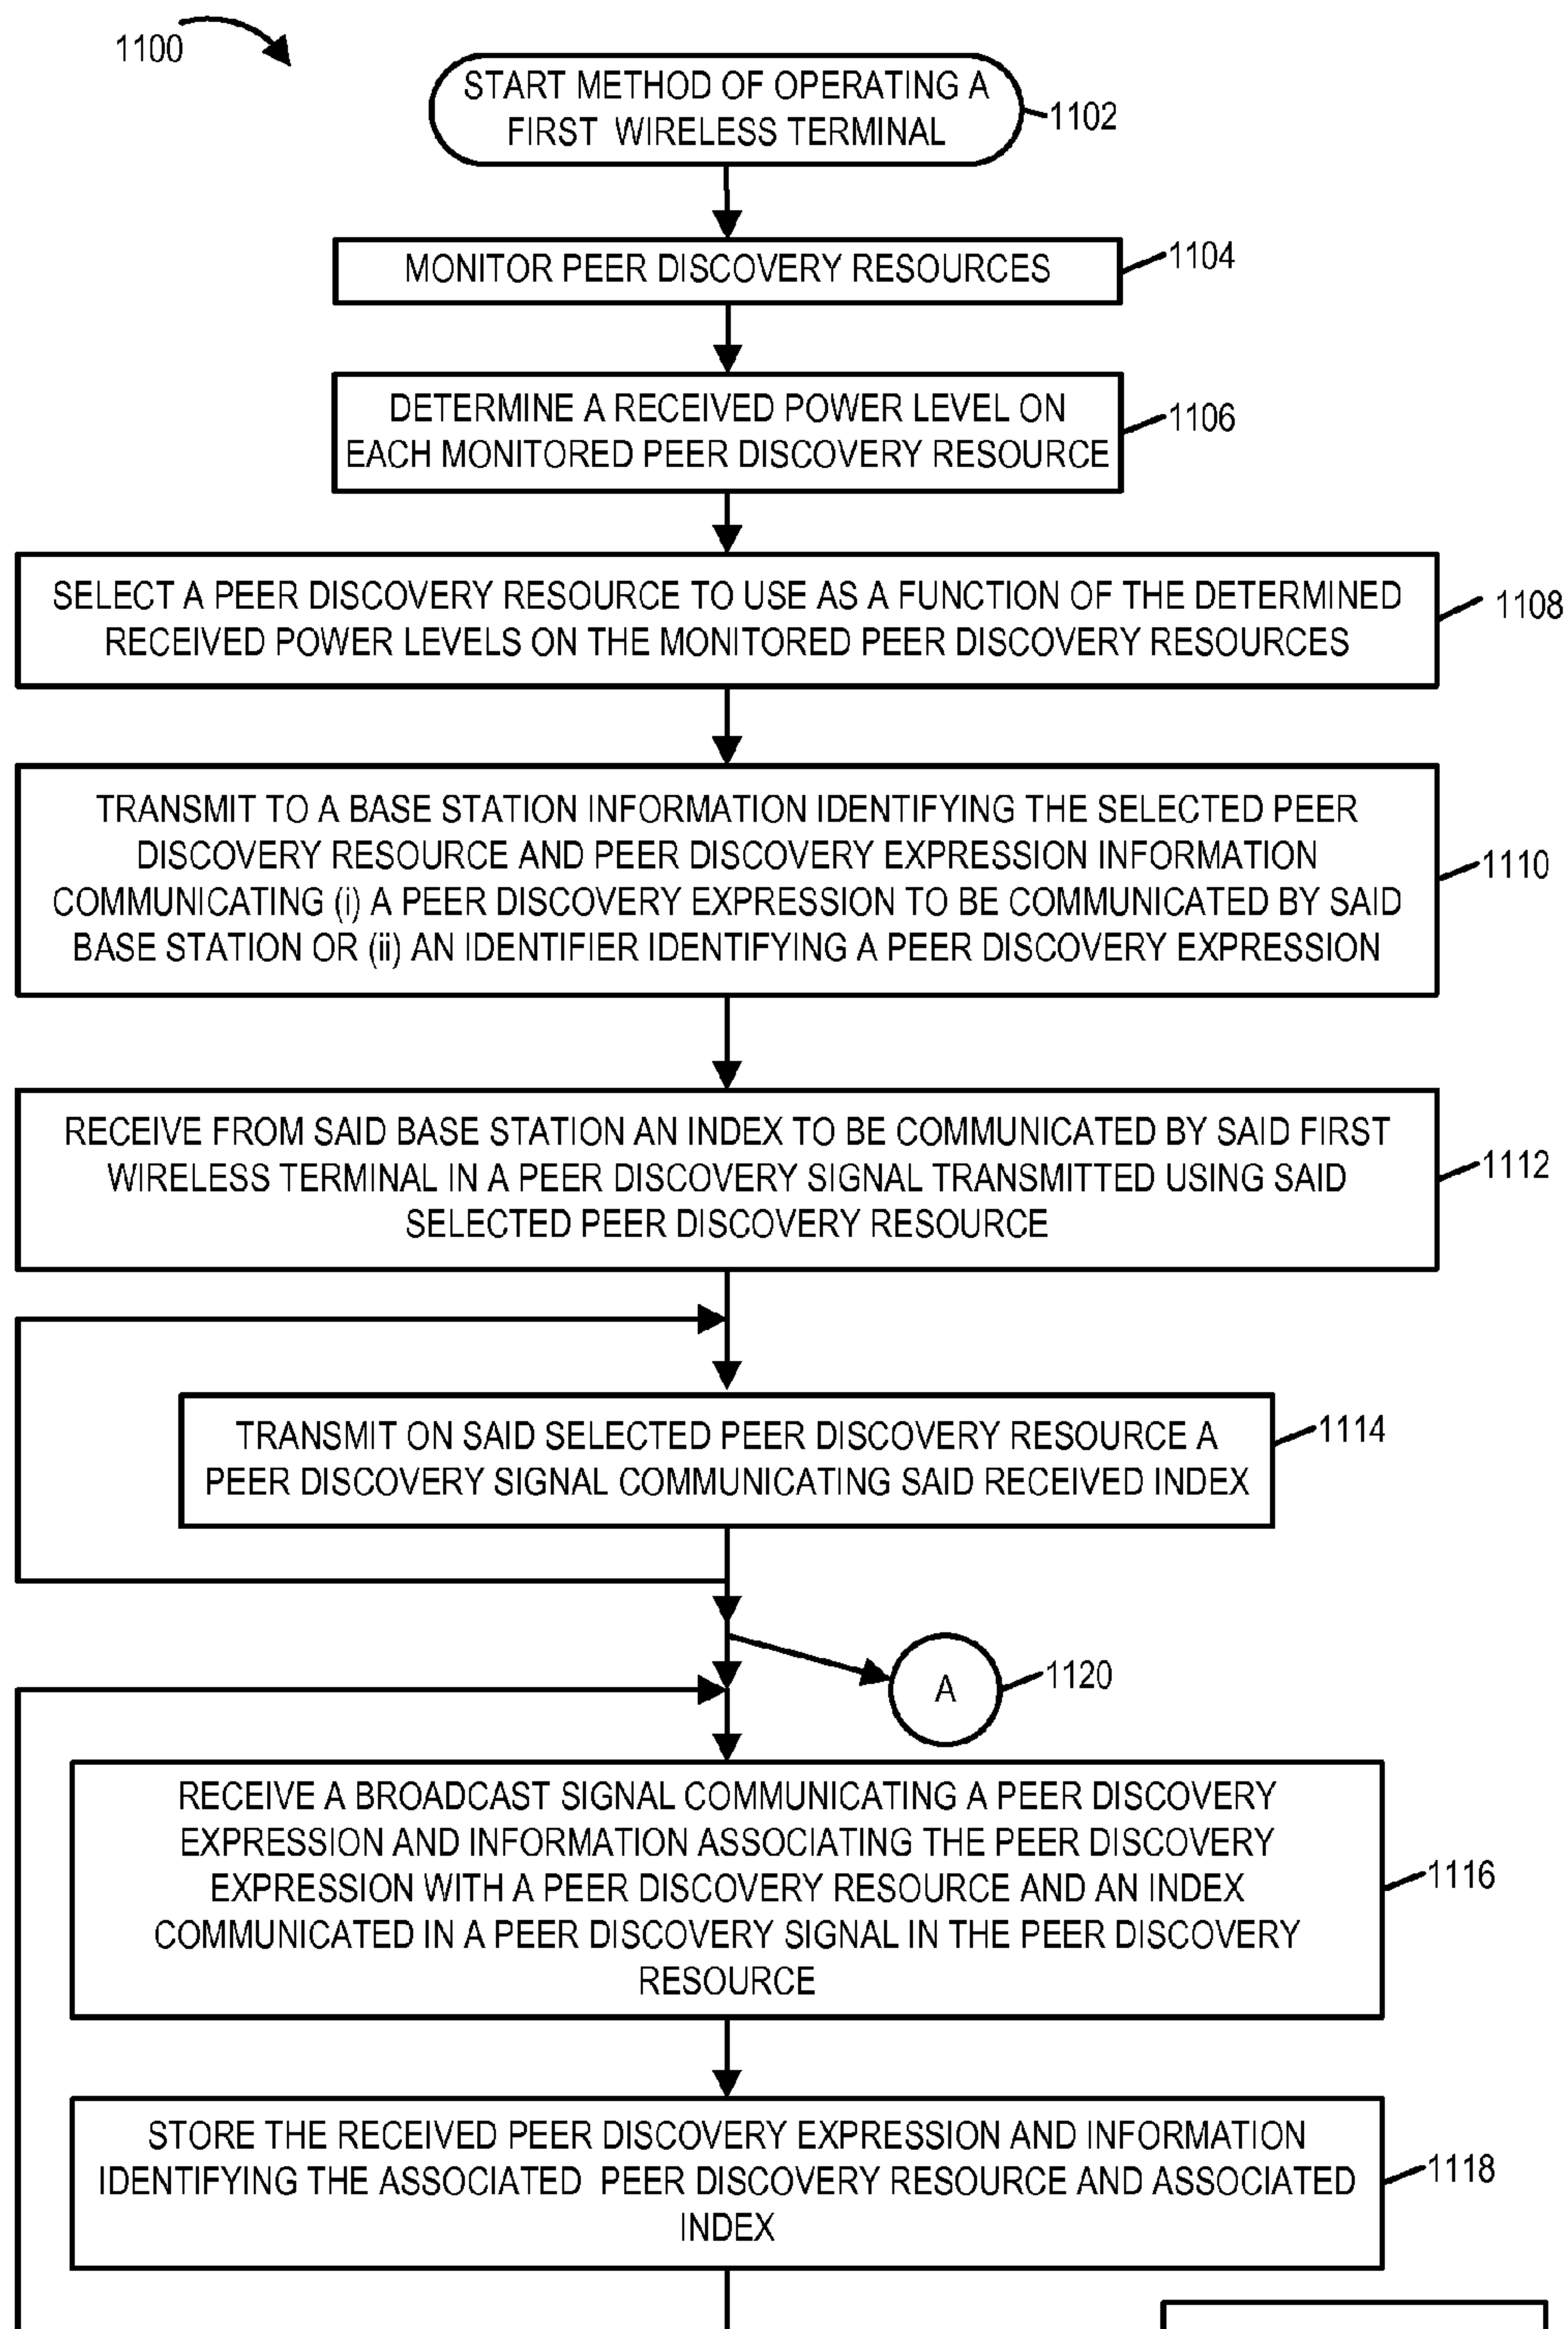 1100
START METHOD OF OPERATING A
FIRST WIRELESS TERMINAL
1102
MONITOR PEER DISCOVERY RESOURCES
1104
DETERMINE A RECEIVED POWER LEVEL ON
EACH MONITORED PEER DISCOVERY RESOURCE
1106
SELECT A PEER DISCOVERY RESOURCE TO USE AS A FUNCTION OF THE DETERMINED
RECEIVED POWER LEVELS ON THE MONITORED PEER DISCOVERY RESOURCES
1108
TRANSMIT TO A BASE STATION INFORMATION IDENTIFYING THE SELECTED PEER
DISCOVERY RESOURCE AND PEER DISCOVERY EXPRESSION INFORMATION
COMMUNICATING (i) A PEER DISCOVERY EXPRESSION TO BE COMMUNICATED BY SAID
BASE STATION OR (ii) AN IDENTIFIER IDENTIFYING A PEER DISCOVERY EXPRESSION
1110
RECEIVE FROM SAID BASE STATION AN INDEX TO BE COMMUNICATED BY SAID FIRST
WIRELESS TERMINAL IN A PEER DISCOVERY SIGNAL TRANSMITTED USING SAID
SELECTED PEER DISCOVERY RESOURCE
1112
TRANSMIT ON SAID SELECTED PEER DISCOVERY RESOURCE A
PEER DISCOVERY SIGNAL COMMUNICATING SAID RECEIVED INDEX
1114
A
1120
RECEIVE A BROADCAST SIGNAL COMMUNICATING A PEER DISCOVERY
EXPRESSION AND INFORMATION ASSOCIATING THE PEER DISCOVERY
EXPRESSION WITH A PEER DISCOVERY RESOURCE AND AN INDEX
COMMUNICATED IN A PEER DISCOVERY SIGNAL IN THE PEER DISCOVERY
RESOURCE
1116
STORE THE RECEIVED PEER DISCOVERY EXPRESSION AND INFORMATION
IDENTIFYING THE ASSOCIATED PEER DISCOVERY RESOURCE AND ASSOCIATED
INDEX
1118